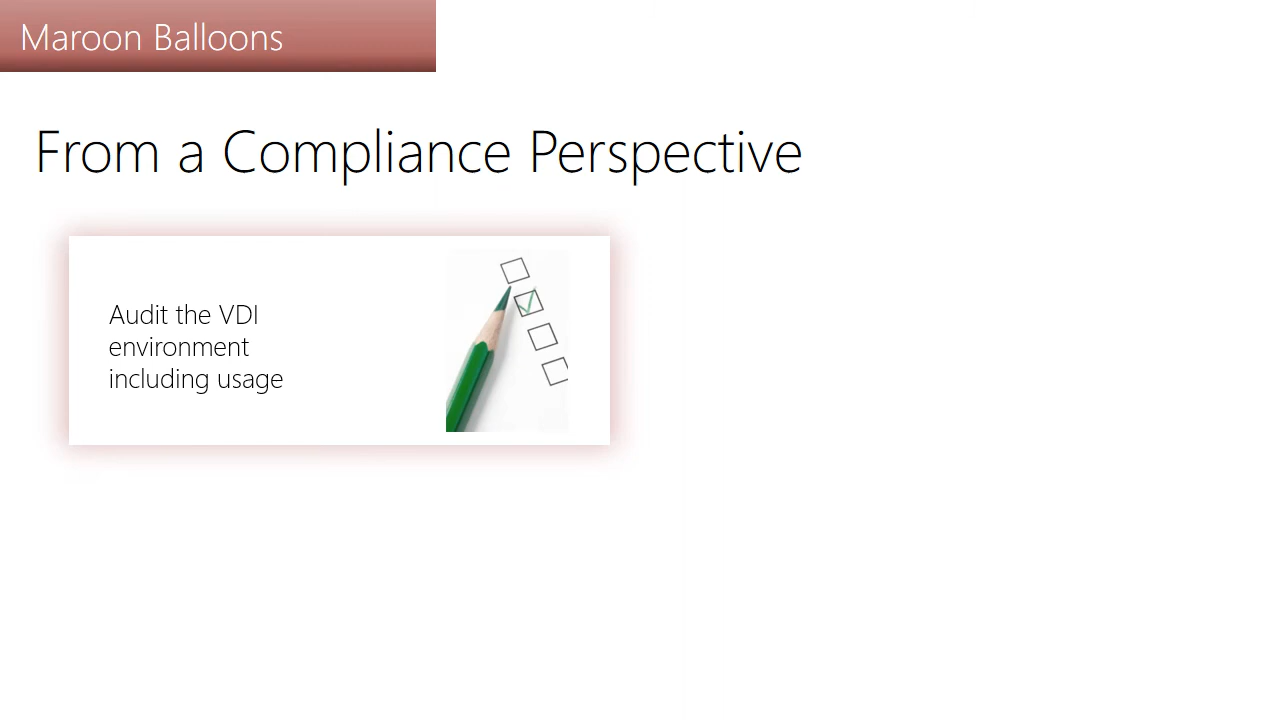 Maroon Balloons
From a Compliance Perspective
Audit the VDI
environment
including usage